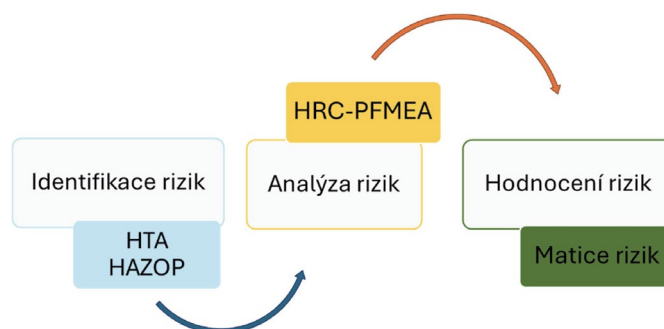 Identifikace rizik
HTA
HAZOP
HRC-PFMEA
Analýza rizik
Hodnocení rizik
Matice rizik